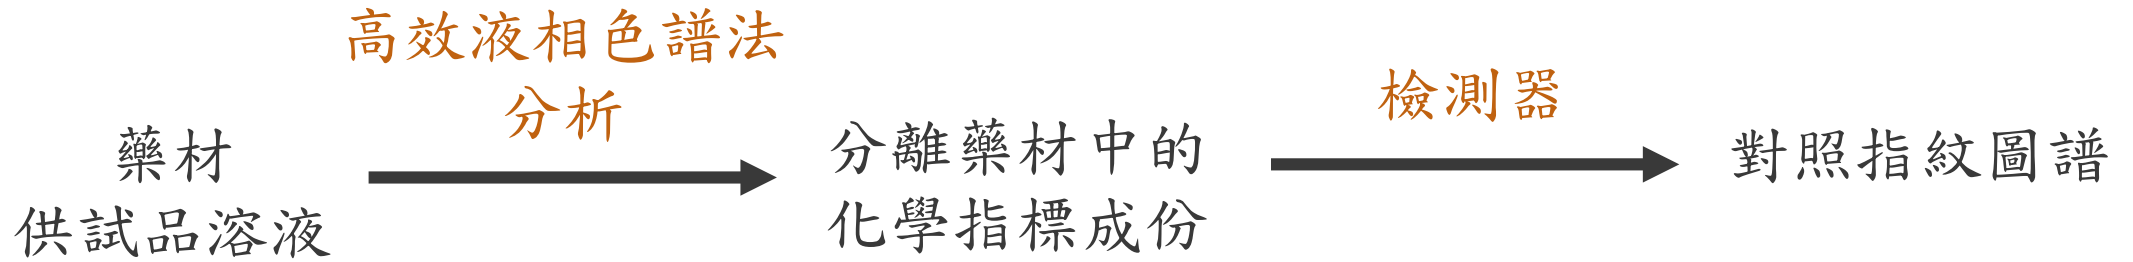 藥材
供試品溶液
高效液相色譜法
分析
分離藥材中的
化學指標成份
檢測器
對照指紋圖譜